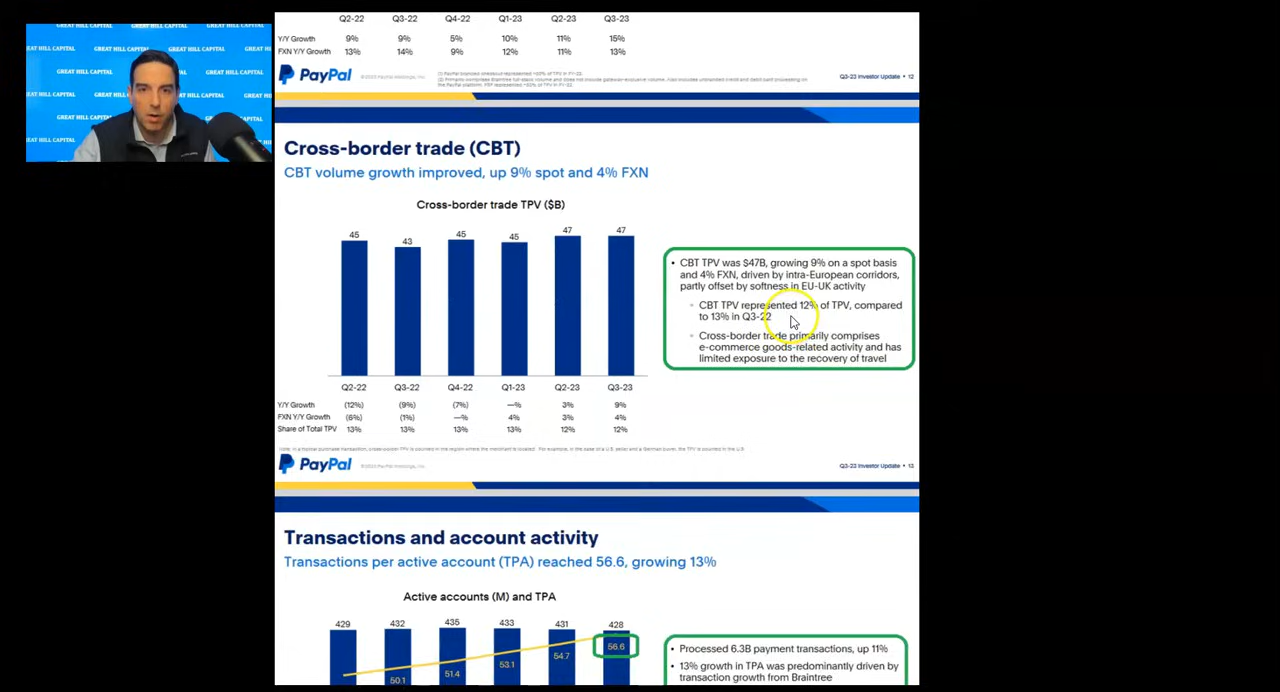 GREAT HILL CAPITAL
Q2-22 Q3-22 Q4-22 Q1-23 Q2-23 Q3-23
Y/Y Growth 9% 9% 5% 10% 11% 15%
FXN Y/Y Growth 13% 14% 9% 12% 11% 13%
PayPal
Q3-23 Investor Update • 12
Cross-border trade (CBT)
CBT volume growth improved, up 9% spot and 4% FXN
Cross-border trade TPV ($B)
45 43 45 45 47 47
Q2-22 Q3-22 Q4-22 Q1-23 Q2-23 Q3-23
Y/Y Growth (12%) (9%) (7%) —% 3% 9%
FXN Y/Y Growth (6%) (1%) —% 4% 3% 4%
Share of Total TPV 13% 13% 13% 13% 12% 12%
• CBT TPV was $47B, growing 9% on a spot basis
and 4% FXN, driven by intra-European corridors,
partly offset by softness in EU-UK activity
CBT TPV represented 12% of TPV, compared
to 13% in Q3-22
Cross-border trade primarily comprises
e-commerce goods-related activity and has
limited exposure to the recovery of travel
PayPal
Q3-23 Investor Update • 13
Transactions and account activity
Transactions per active account (TPA) reached 56.6, growing 13%
Active accounts (M) and TPA
429 432 435 433 431 428
50.1 51.4 53.1 54.7 56.6
• Processed 6.3B payment transactions, up 11%
• 13% growth in TPA was predominantly driven by
transaction growth from Braintree